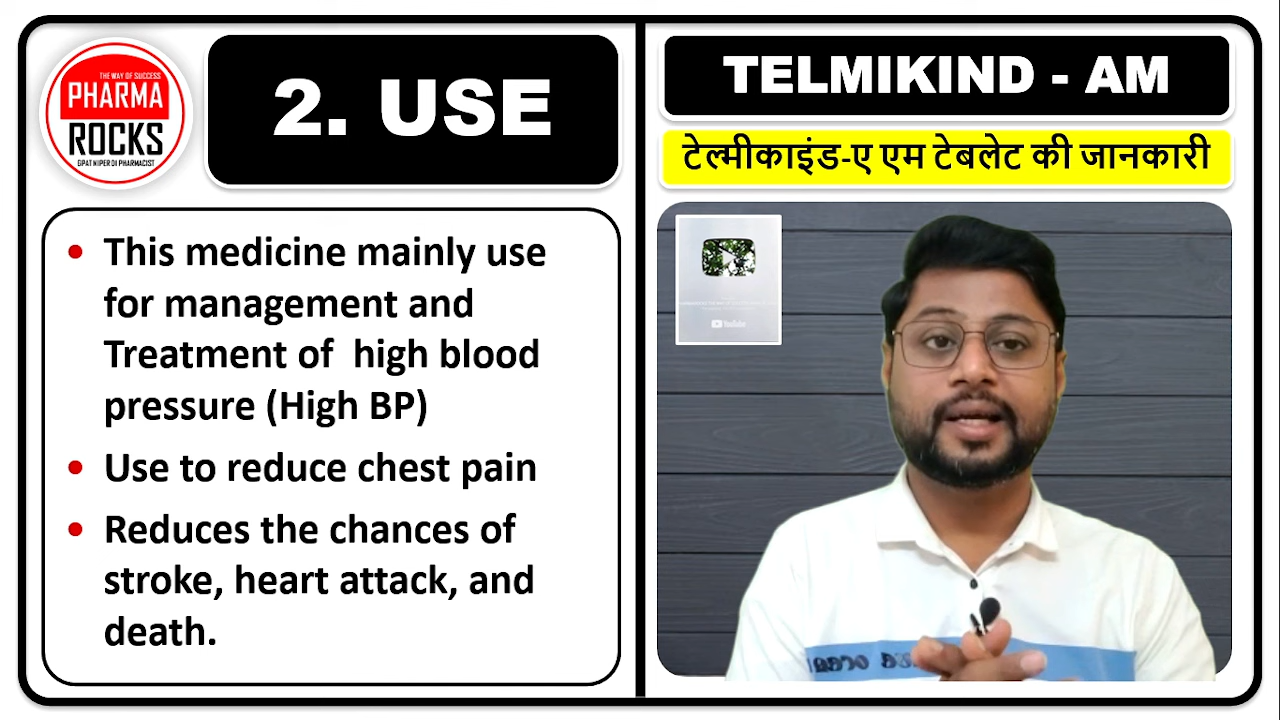 THE WAY OF SUCCESS
PHARMA
ROCKS
GPAT NIPER DI PHARMACIST
2. USE
• This medicine mainly use
for management and
Treatment of high blood
pressure (High BP)
• Use to reduce chest pain
• Reduces the chances of
stroke, heart attack, and
death.
TELMIKIND - AM
टेल्मीकाइंड-ए एम टेबलेट की जानकारी
YouTube